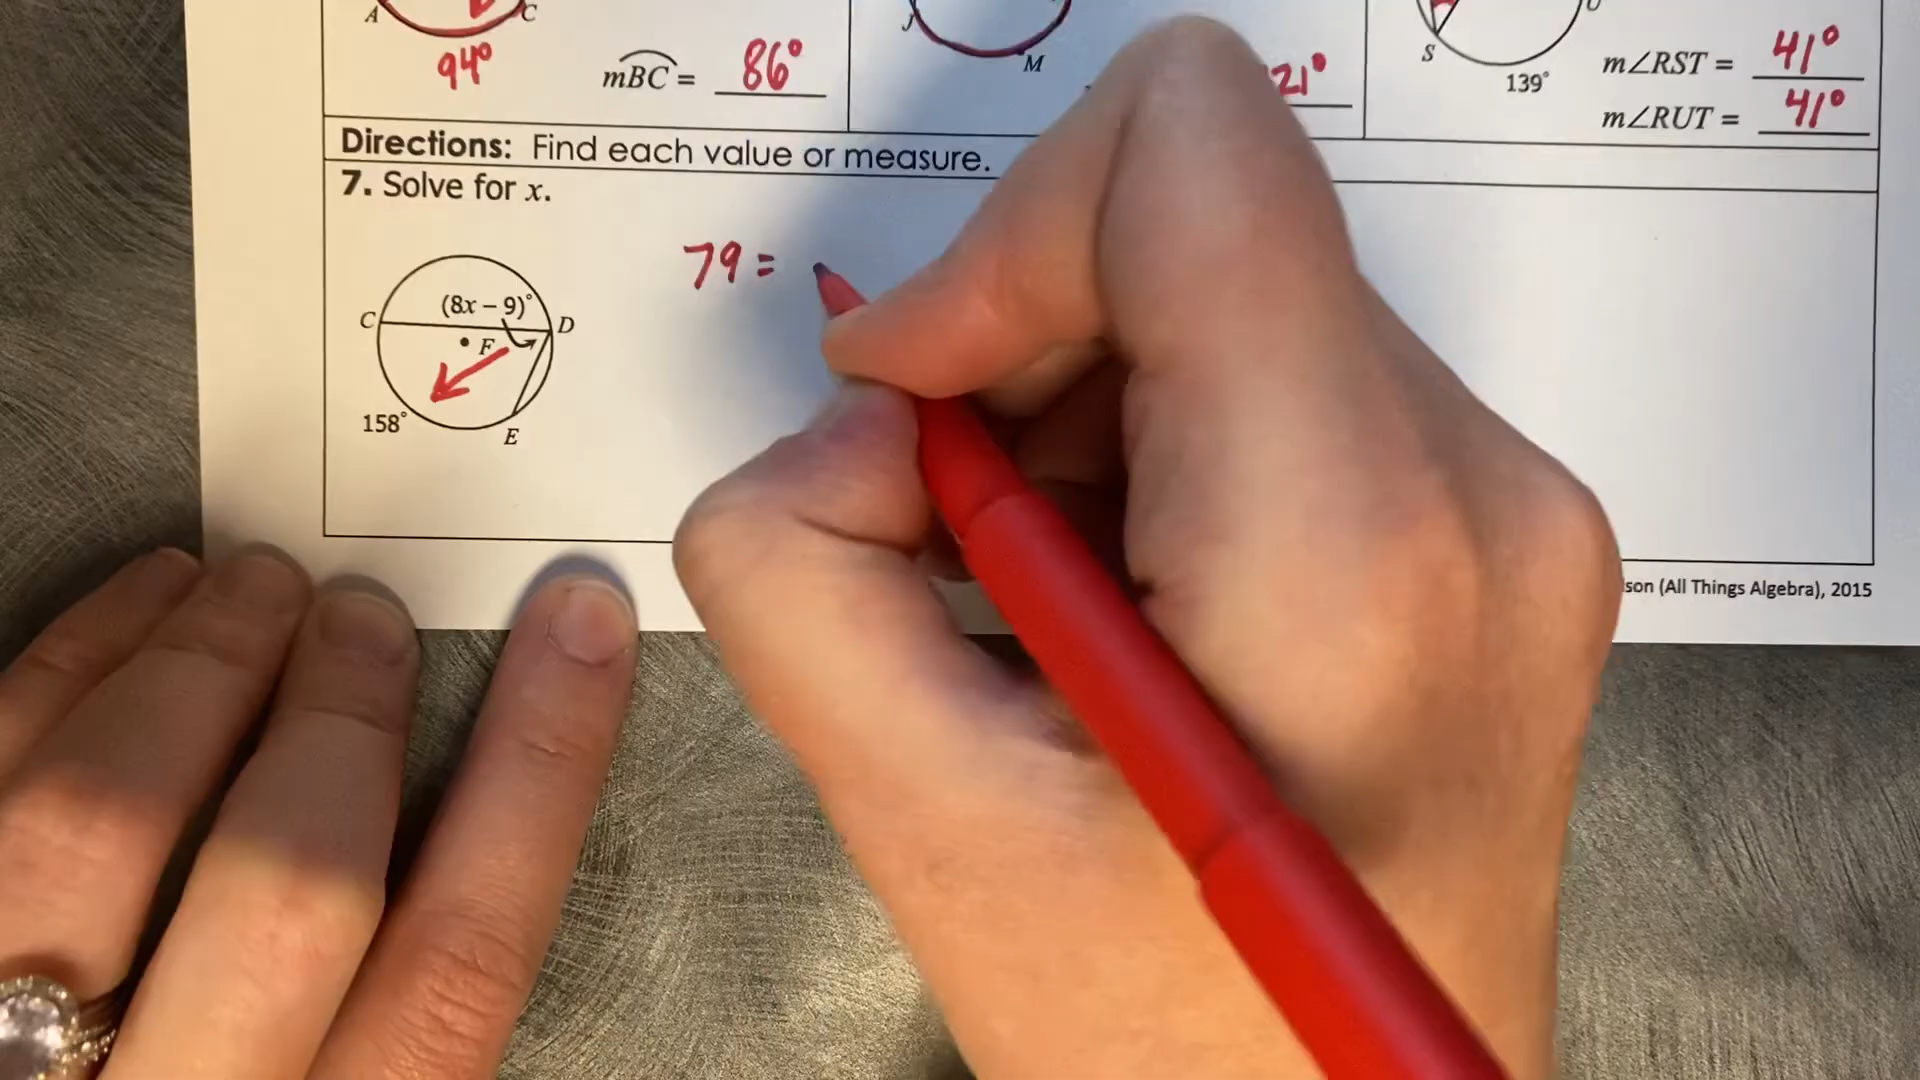 A C
94°
mBC = 86°
J M
21°
S U
139°
m∠RST = 41°
m∠RUT = 41°
Directions: Find each value or measure.
7. Solve for x.
79 =
(8x – 9)°
C D
F
158°
E
son (All Things Algebra), 2015